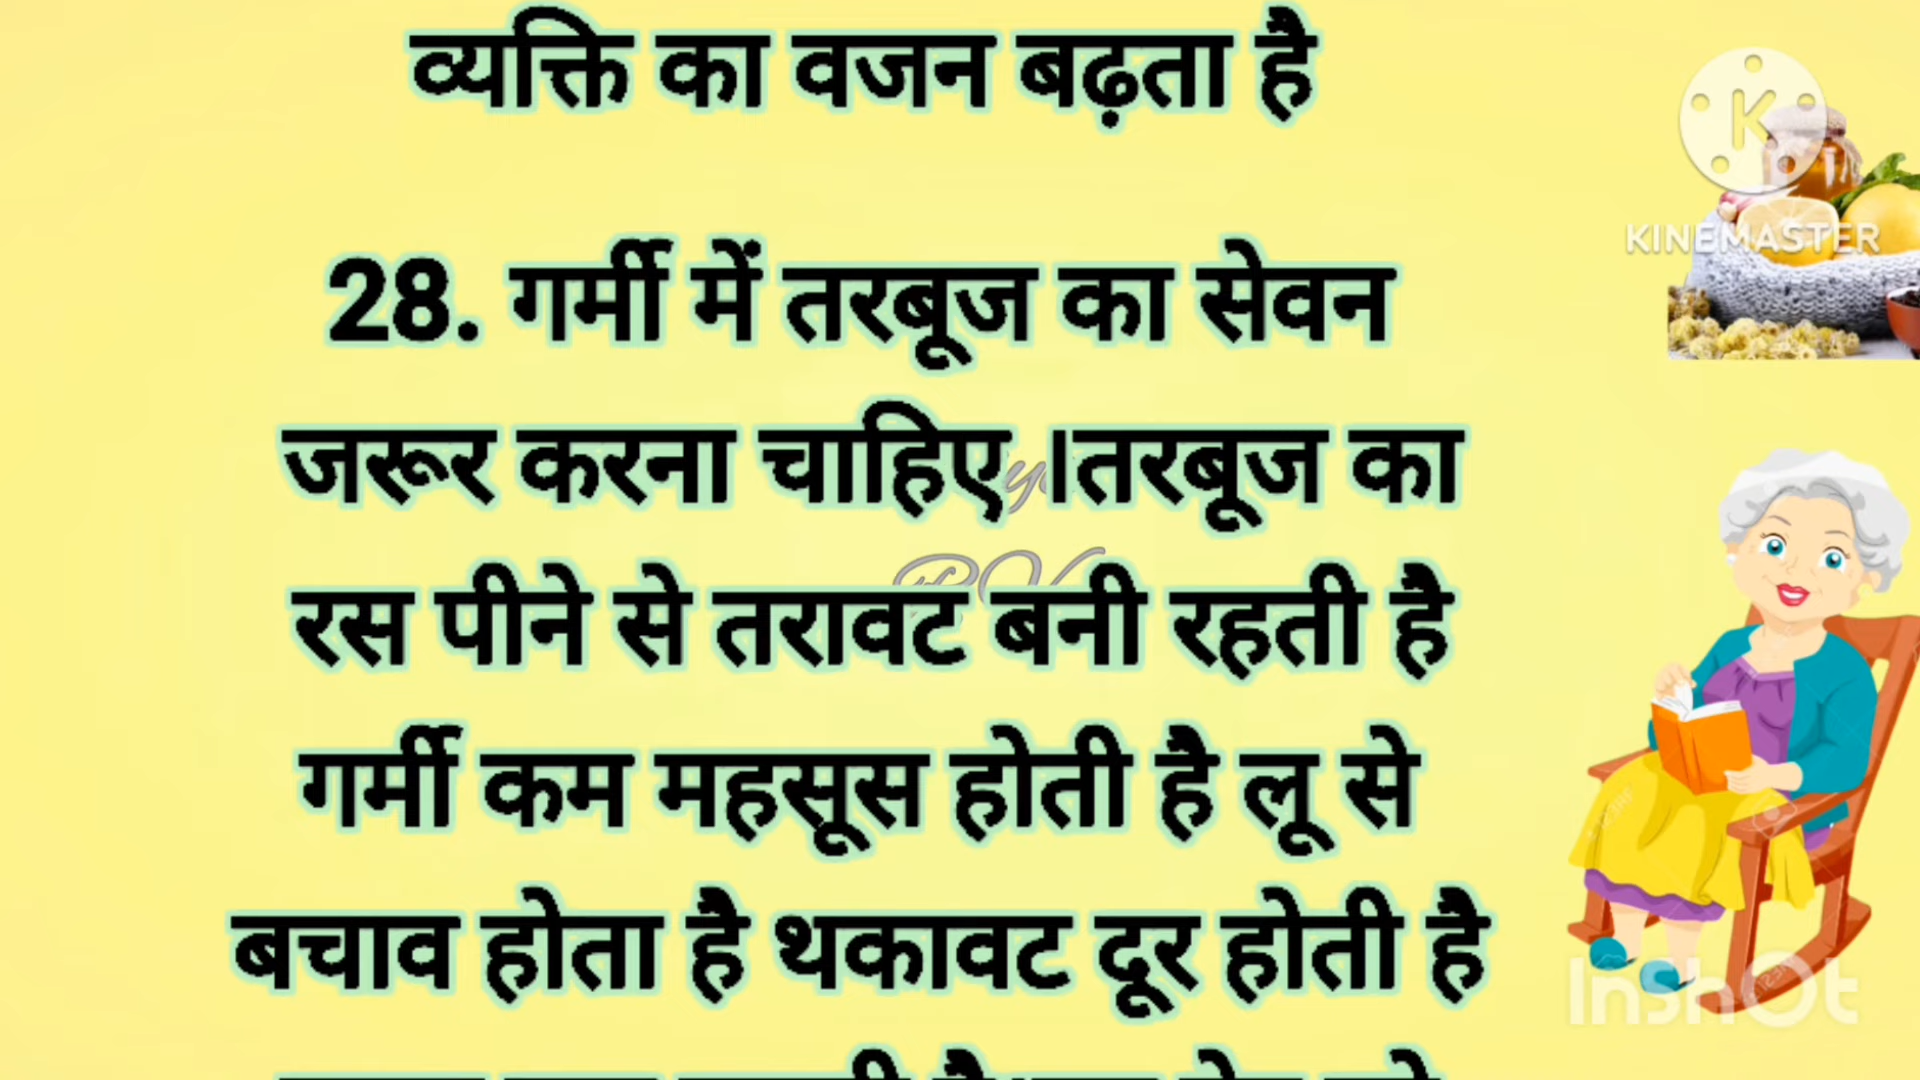 व्यक्ति का वजन बढ़ता है
28. गर्मी में तरबूज का सेवन
जरूर करना चाहिए ।तरबूज का
रस पीने से तरावट बनी रहती है
गर्मी कम महसूस होती है लू से
बचाव होता है थकावट दूर होती है
K
KINEMASTER
InShOt